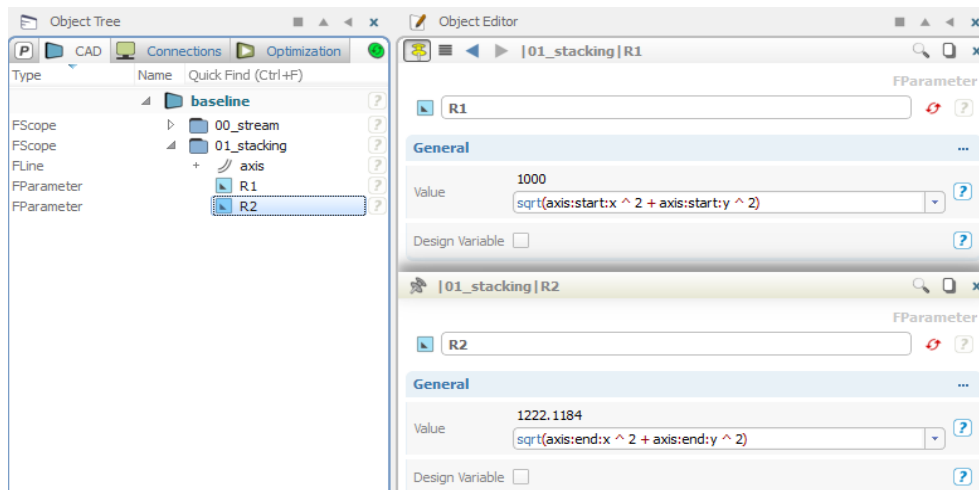 Object Tree
P CAD Connections Optimization
Type Name Quick Find (Ctrl+F)
baseline ?
FScope 00_stream ?
FScope 01_stacking ?
FLine + axis ?
FParameter R1 ?
FParameter R2 ?
Object Editor
|01_stacking|R1
FParameter
R1 ?
General ...
1000
Value sqrt(axis:start:x ^ 2 + axis:start:y ^ 2) ?
Design Variable ?
|01_stacking|R2
FParameter
R2 ?
General ...
1222.1184
Value sqrt(axis:end:x ^ 2 + axis:end:y ^ 2) ?
Design Variable ?